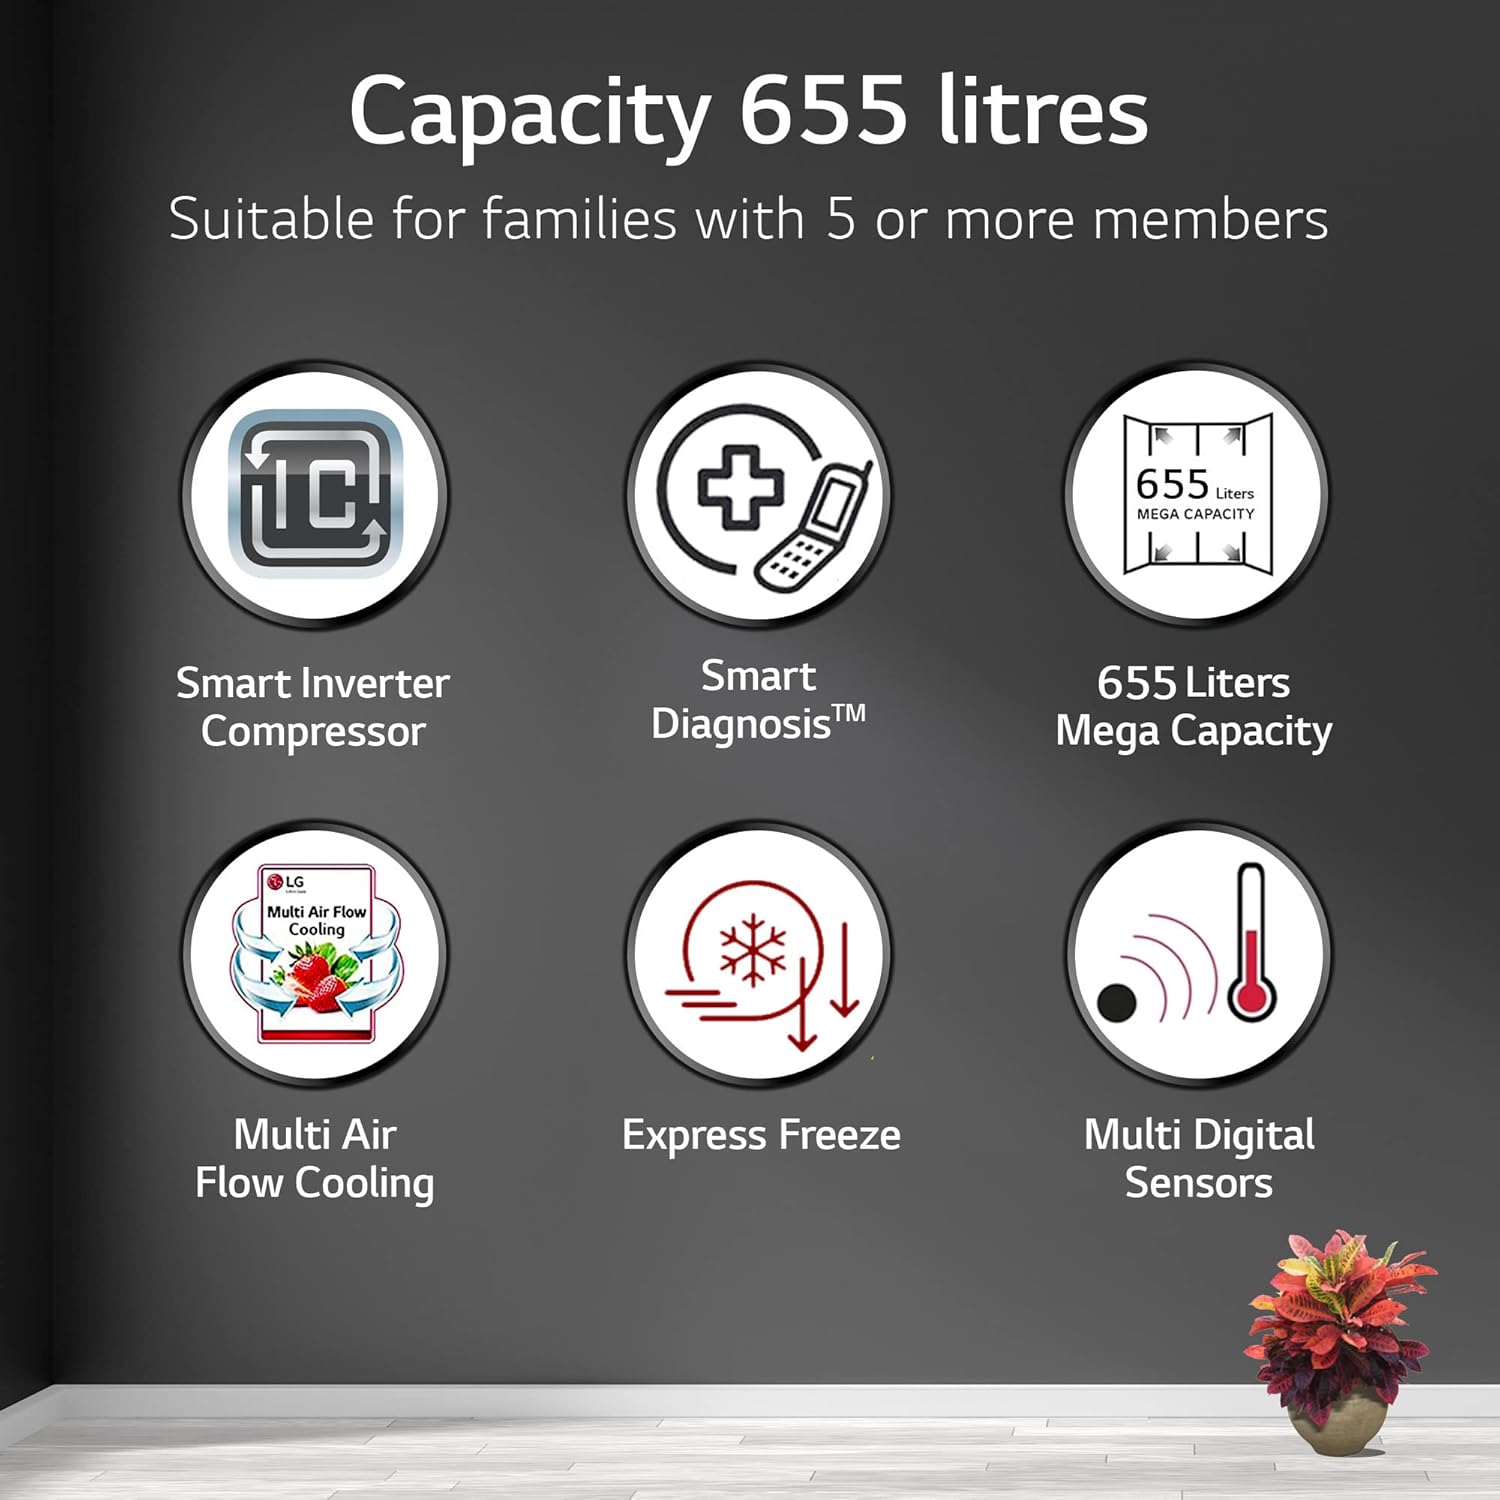 Capacity 655 litres
Suitable for families with 5 or more members
IC
655 Liters
MEGA CAPACITY
Smart Inverter
Compressor
Smart
Diagnosis™
655 Liters
Mega Capacity
LG
Multi Air Flow
Cooling
Multi Air
Flow Cooling
Express Freeze
Multi Digital
Sensors